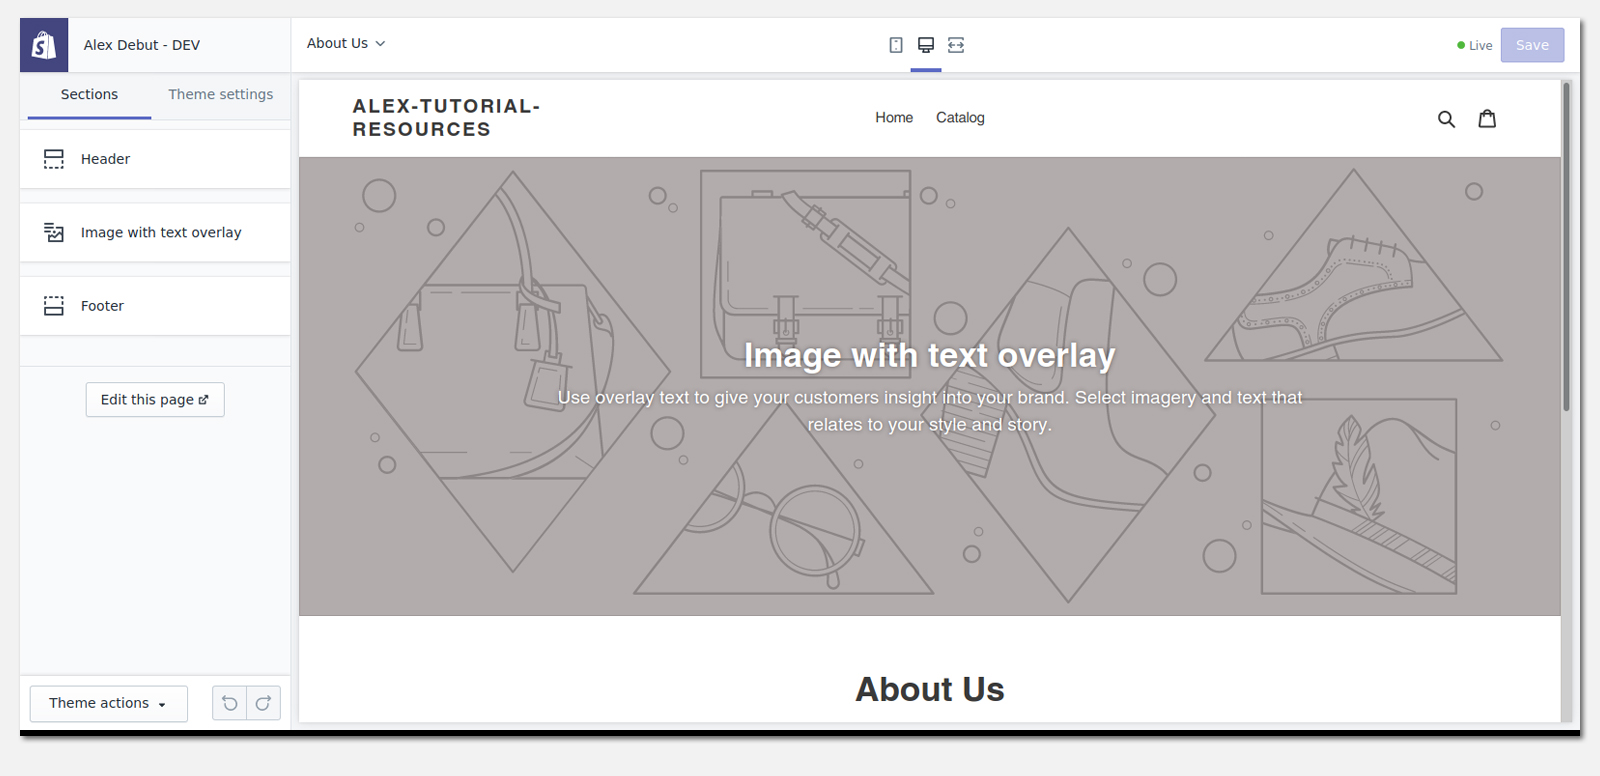 Alex Debut - DEV
About Us
Live
Save
Sections
Theme settings
Header
Image with text overlay
Footer
Edit this page
Theme actions
ALEX-TUTORIAL-
RESOURCES
Home
Catalog
Image with text overlay
Use overlay text to give your customers insight into your brand. Select imagery and text that
relates to your style and story.
About Us